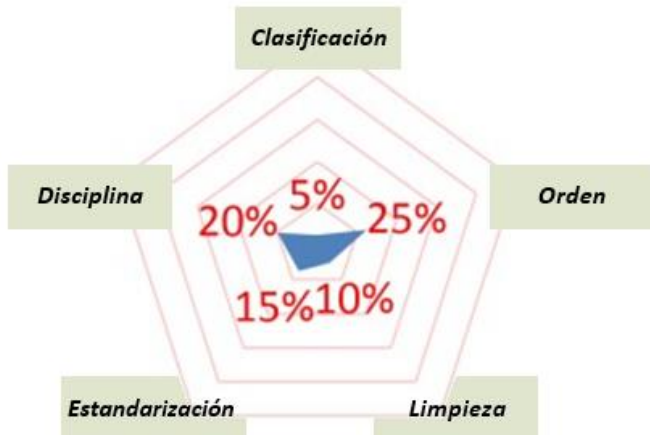 Clasificación
Disciplina
Orden
5%
20%
25%
15%
10%
Estandarización
Limpieza